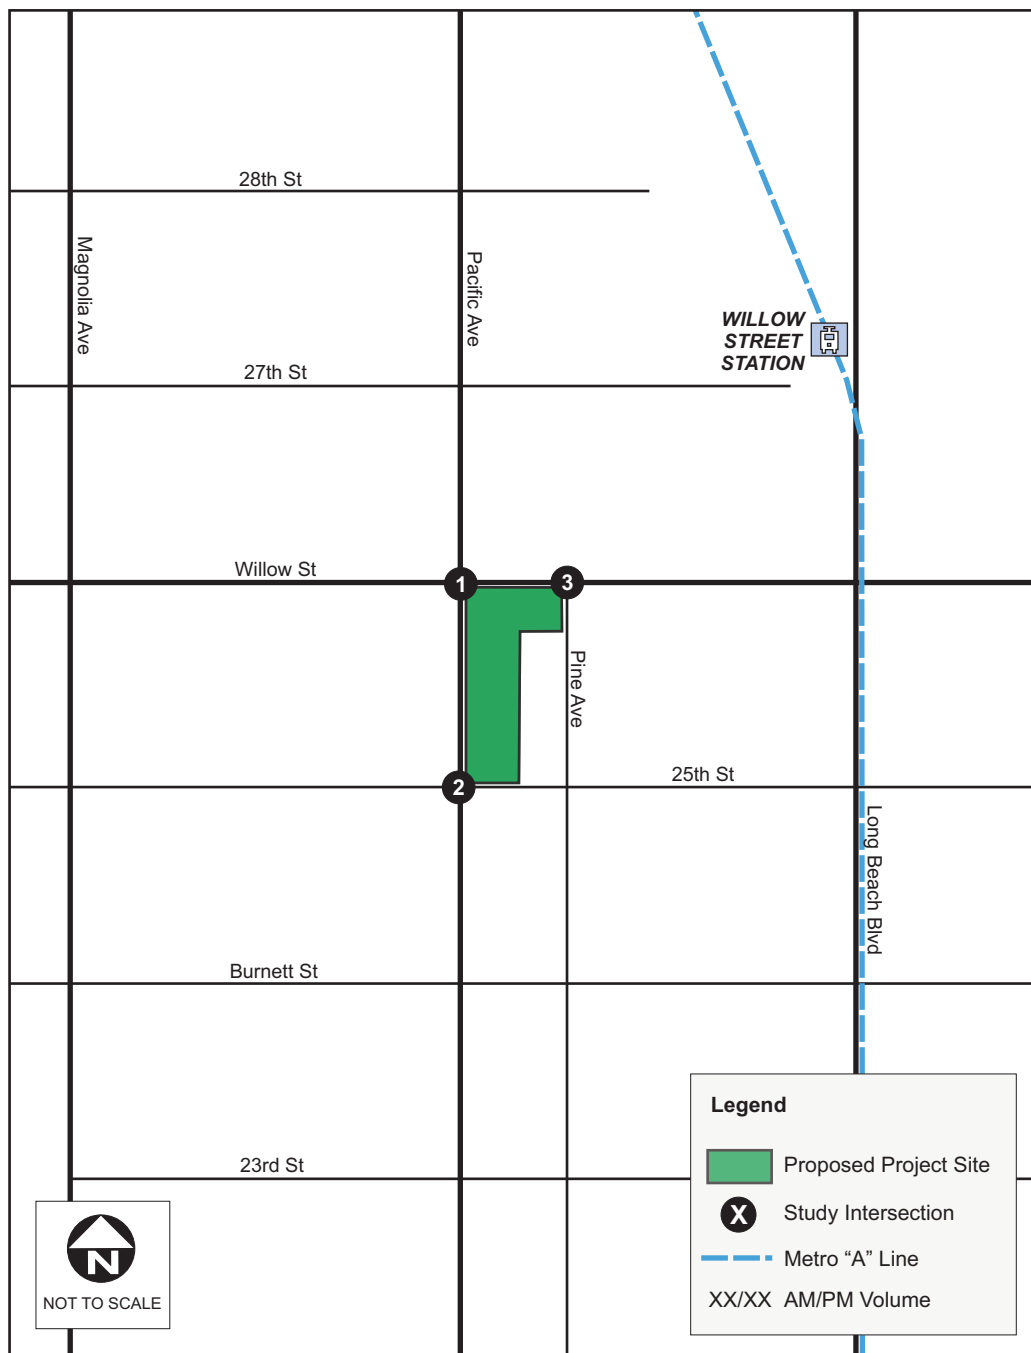 28th St
Magnolia Ave
Pacific Ave
WILLOW
STREET
STATION
27th St
Willow St
1
3
Pine Ave
25th St
2
Long Beach Blvd
Burnett St
23rd St
Legend
Proposed Project Site
X Study Intersection
Metro “A” Line
XX/XX AM/PM Volume
N
NOT TO SCALE